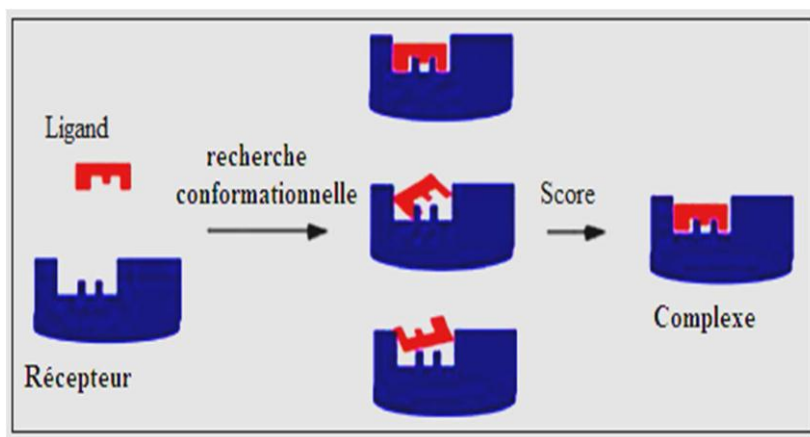 Ligand
recherche
conformationnelle
Score
Complexe
Récepteur